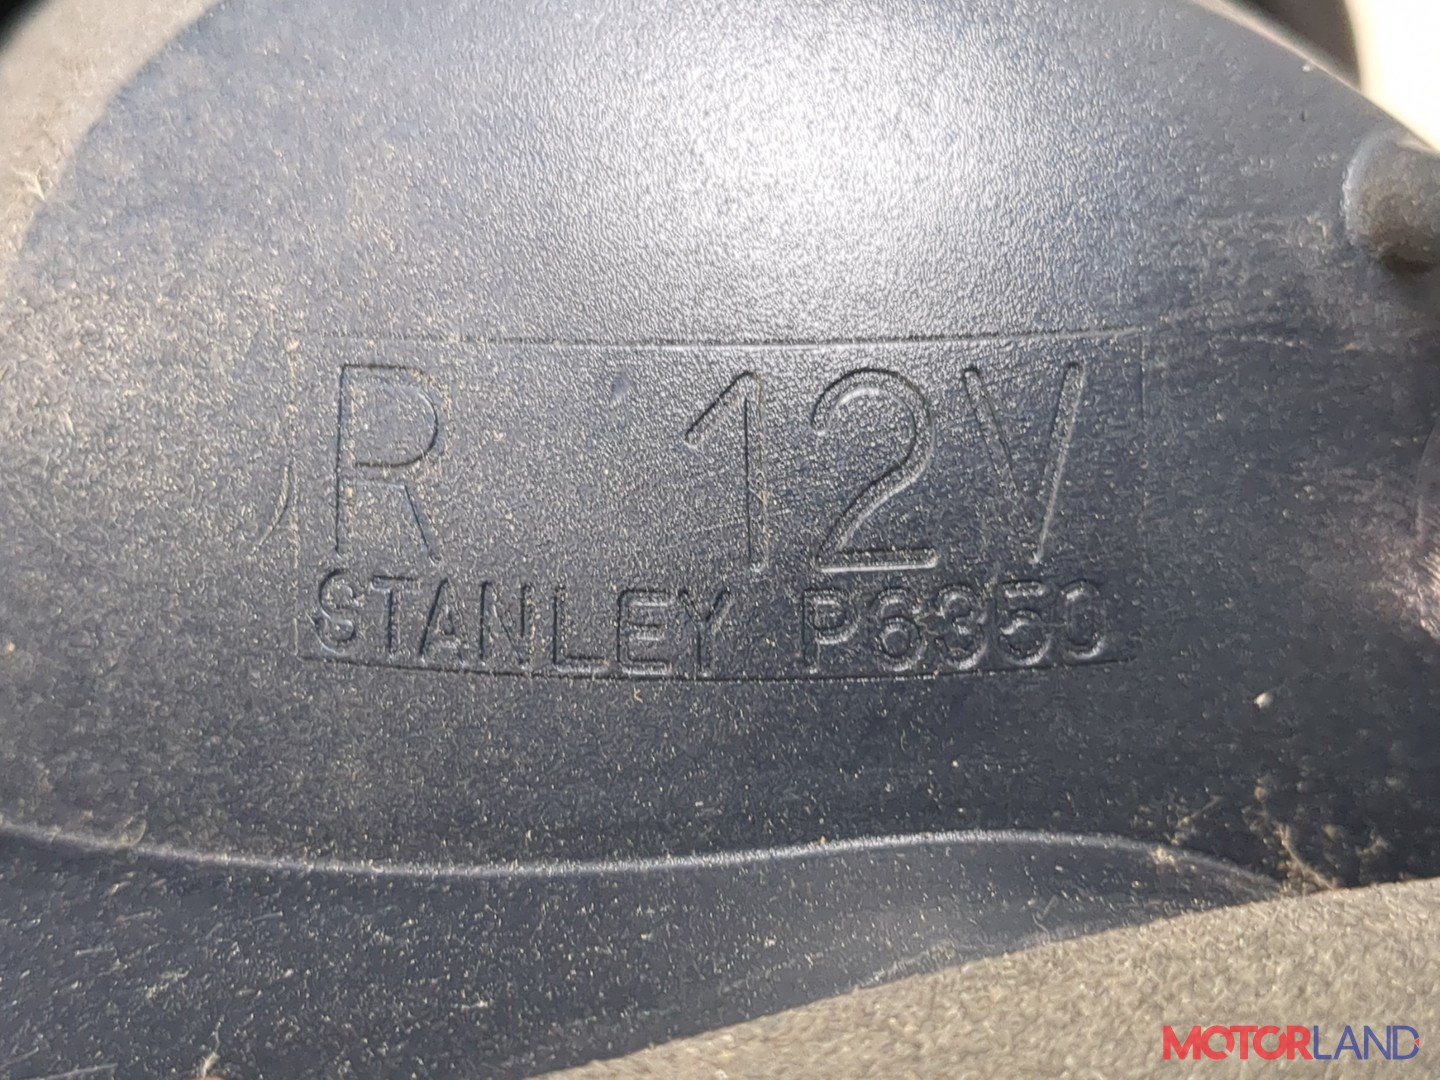 R 12V
STANLEY P6350
MOTORLAND